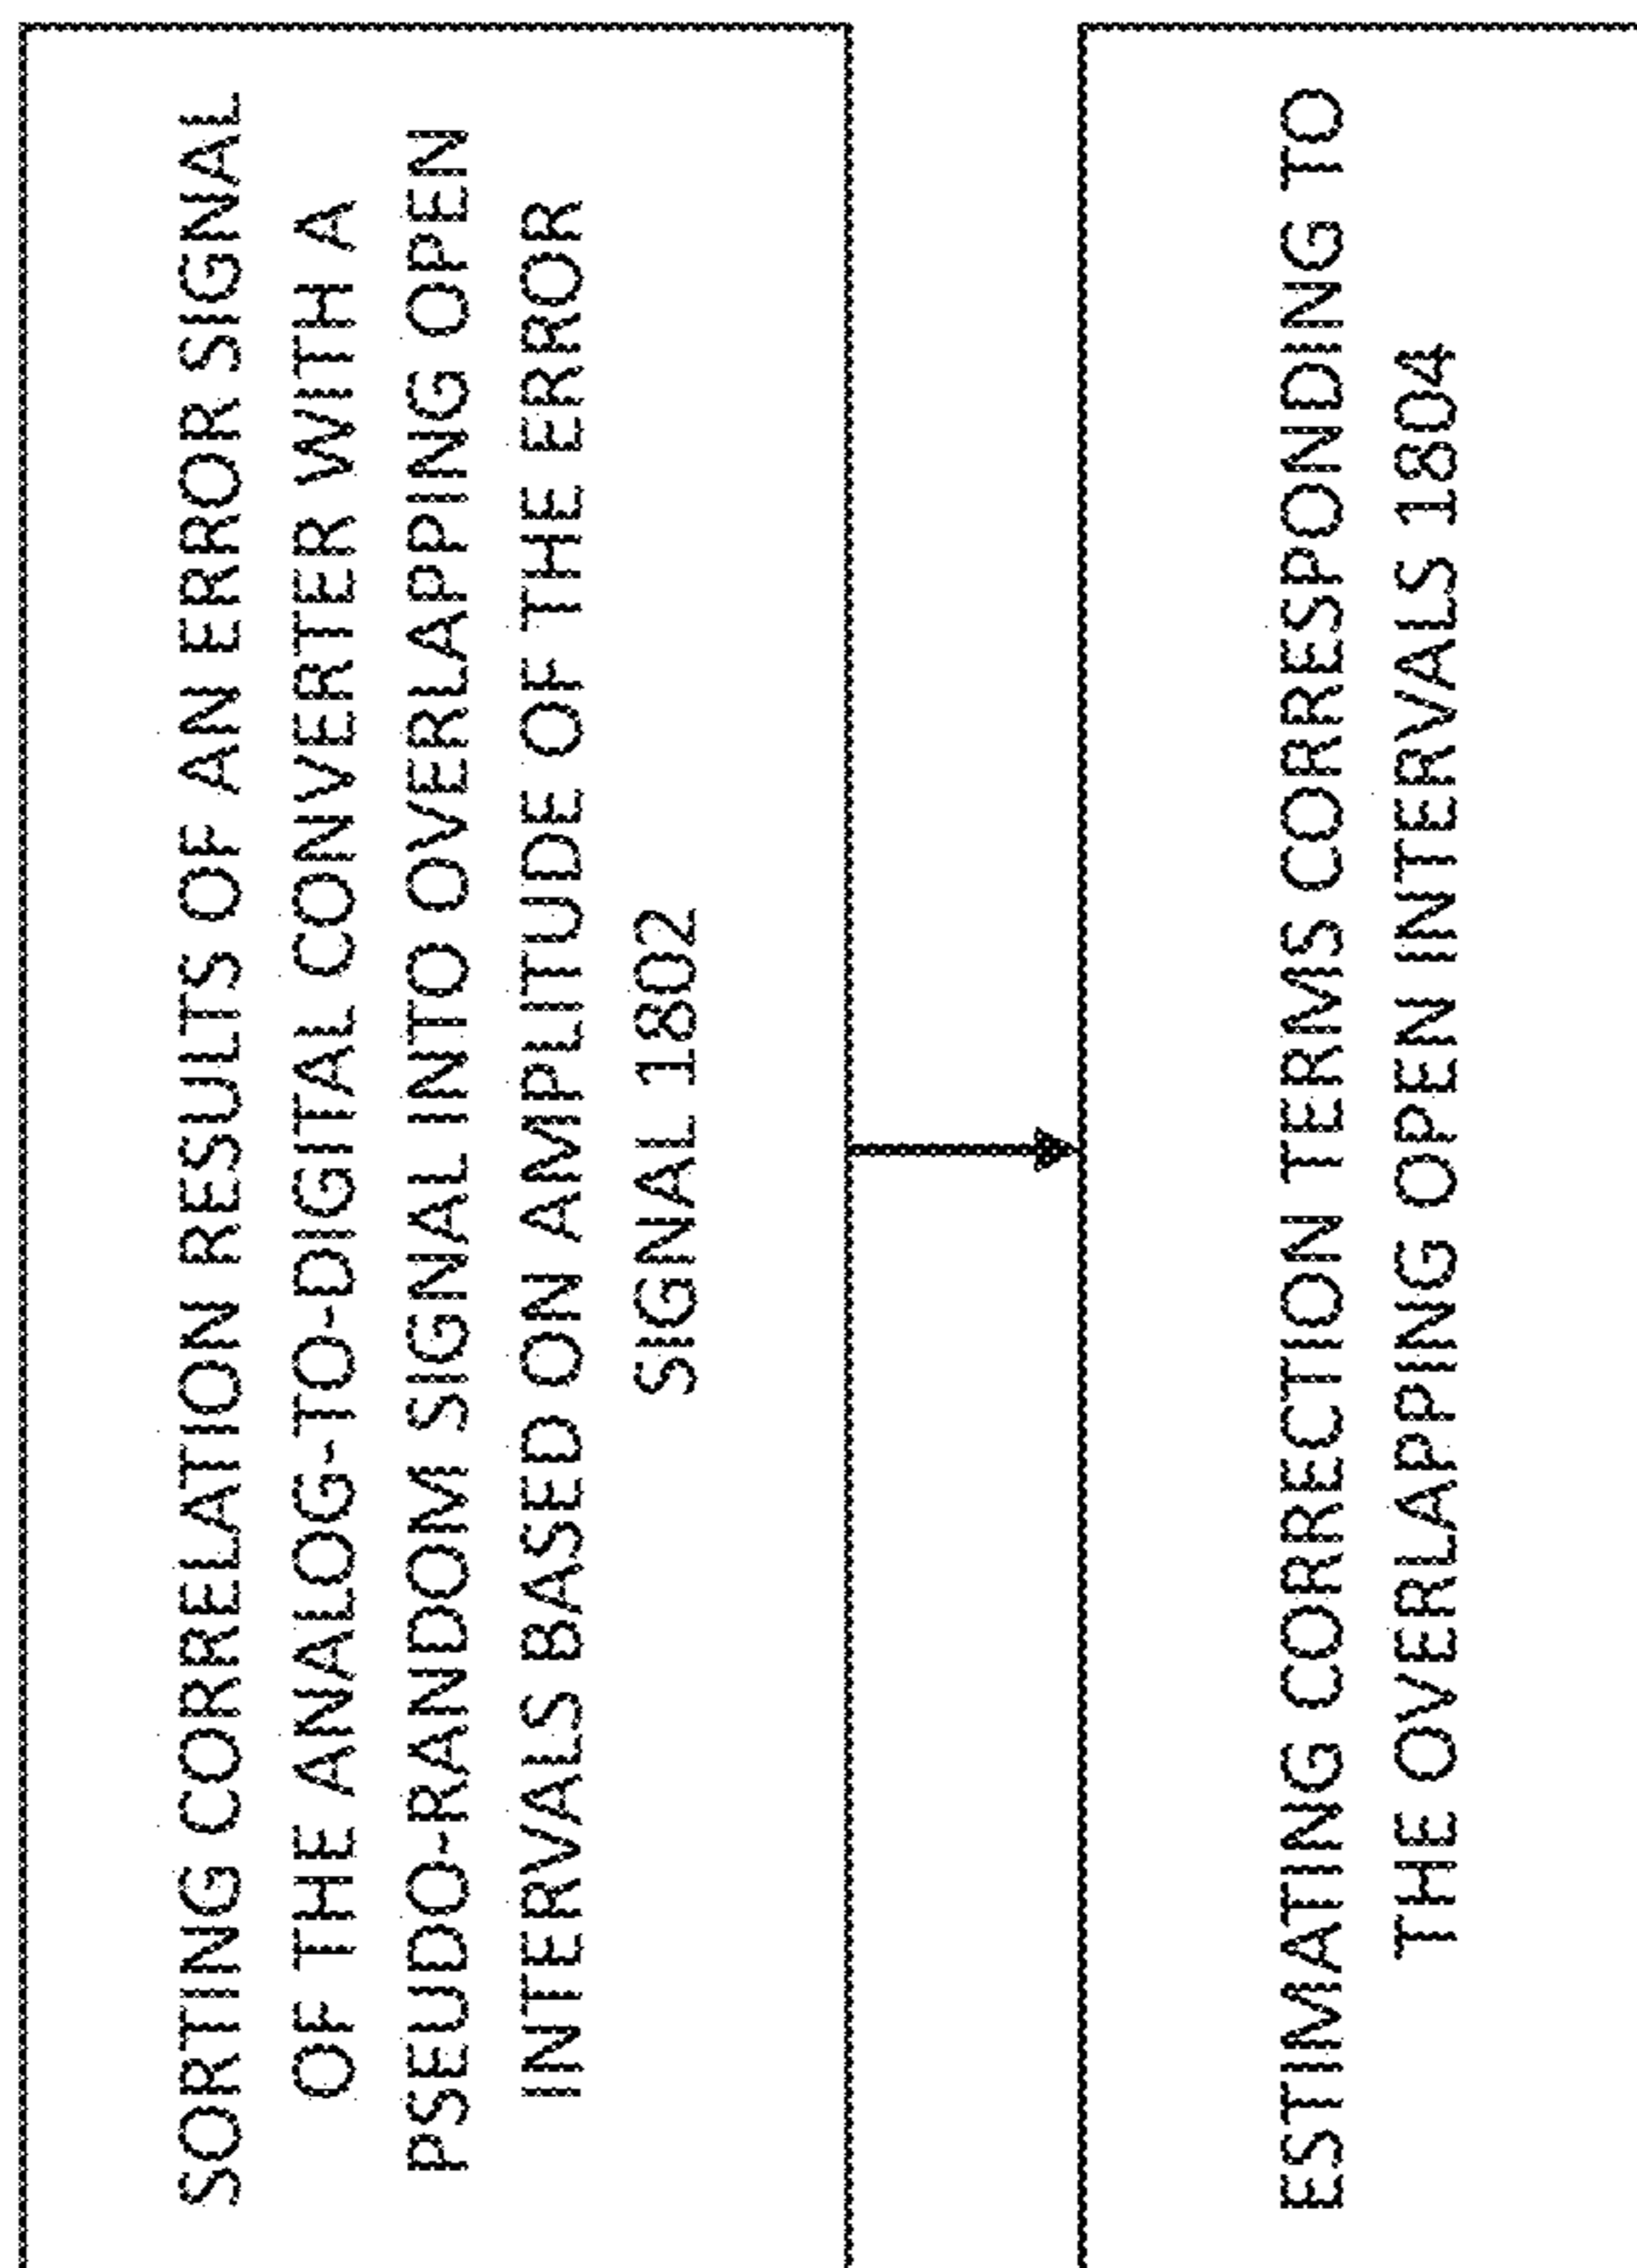 SORTING CORRELATION RESULTS OF AN ERROR SIGNAL
OF THE ANALOG-TO-DIGITAL CONVERTER WITH A
PSEUDO-RANDOM SIGNAL INTO OVERLAPPING OPEN
INTERVALS BASED ON AMPLITUDE OF THE ERROR
SIGNAL 1802
ESTIMATING CORRECTION TERMS CORRESPONDING TO
THE OVERLAPPING OPEN INTERVALS 1804